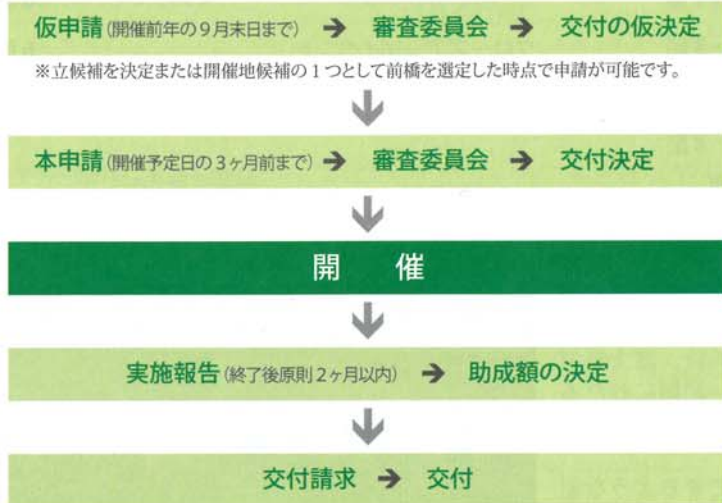 仮申請(開催前年の9月末日まで) → 審査委員会 → 交付の仮決定
※立候補を決定または開催地候補の1つとして前橋を選定した時点で申請が可能です。
本申請(開催予定日の3ヶ月前まで) → 審査委員会 → 交付決定
開 催
実施報告(終了後原則2ヶ月以内) → 助成額の決定
交付請求 → 交付